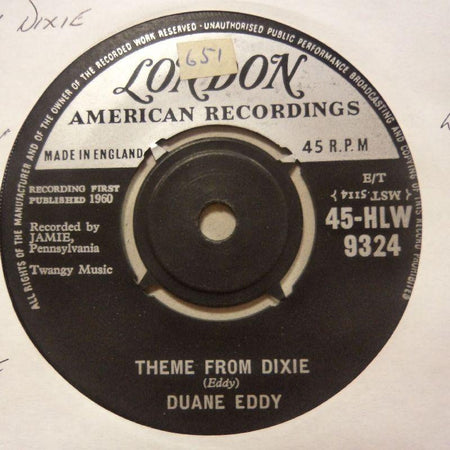 DIXIE
ALL RIGHTS OF THE MANUFACTURER AND OF THE OWNER OF THE RECORDED WORK RESERVED - UNAUTHORISED PUBLIC PERFORMANCE BROADCASTING AND COPYING OF THIS RECORD PROHIBITED
651
LONDON
AMERICAN RECORDINGS
MADE IN ENGLAND
45 R.P.M
RECORDING FIRST
PUBLISHED 1960
E/T
(MST. 5114)
45-HLW
9324
Recorded by
JAMIE,
Pennsylvania
Twangy Music
THEME FROM DIXIE
(Eddy)
DUANE EDDY